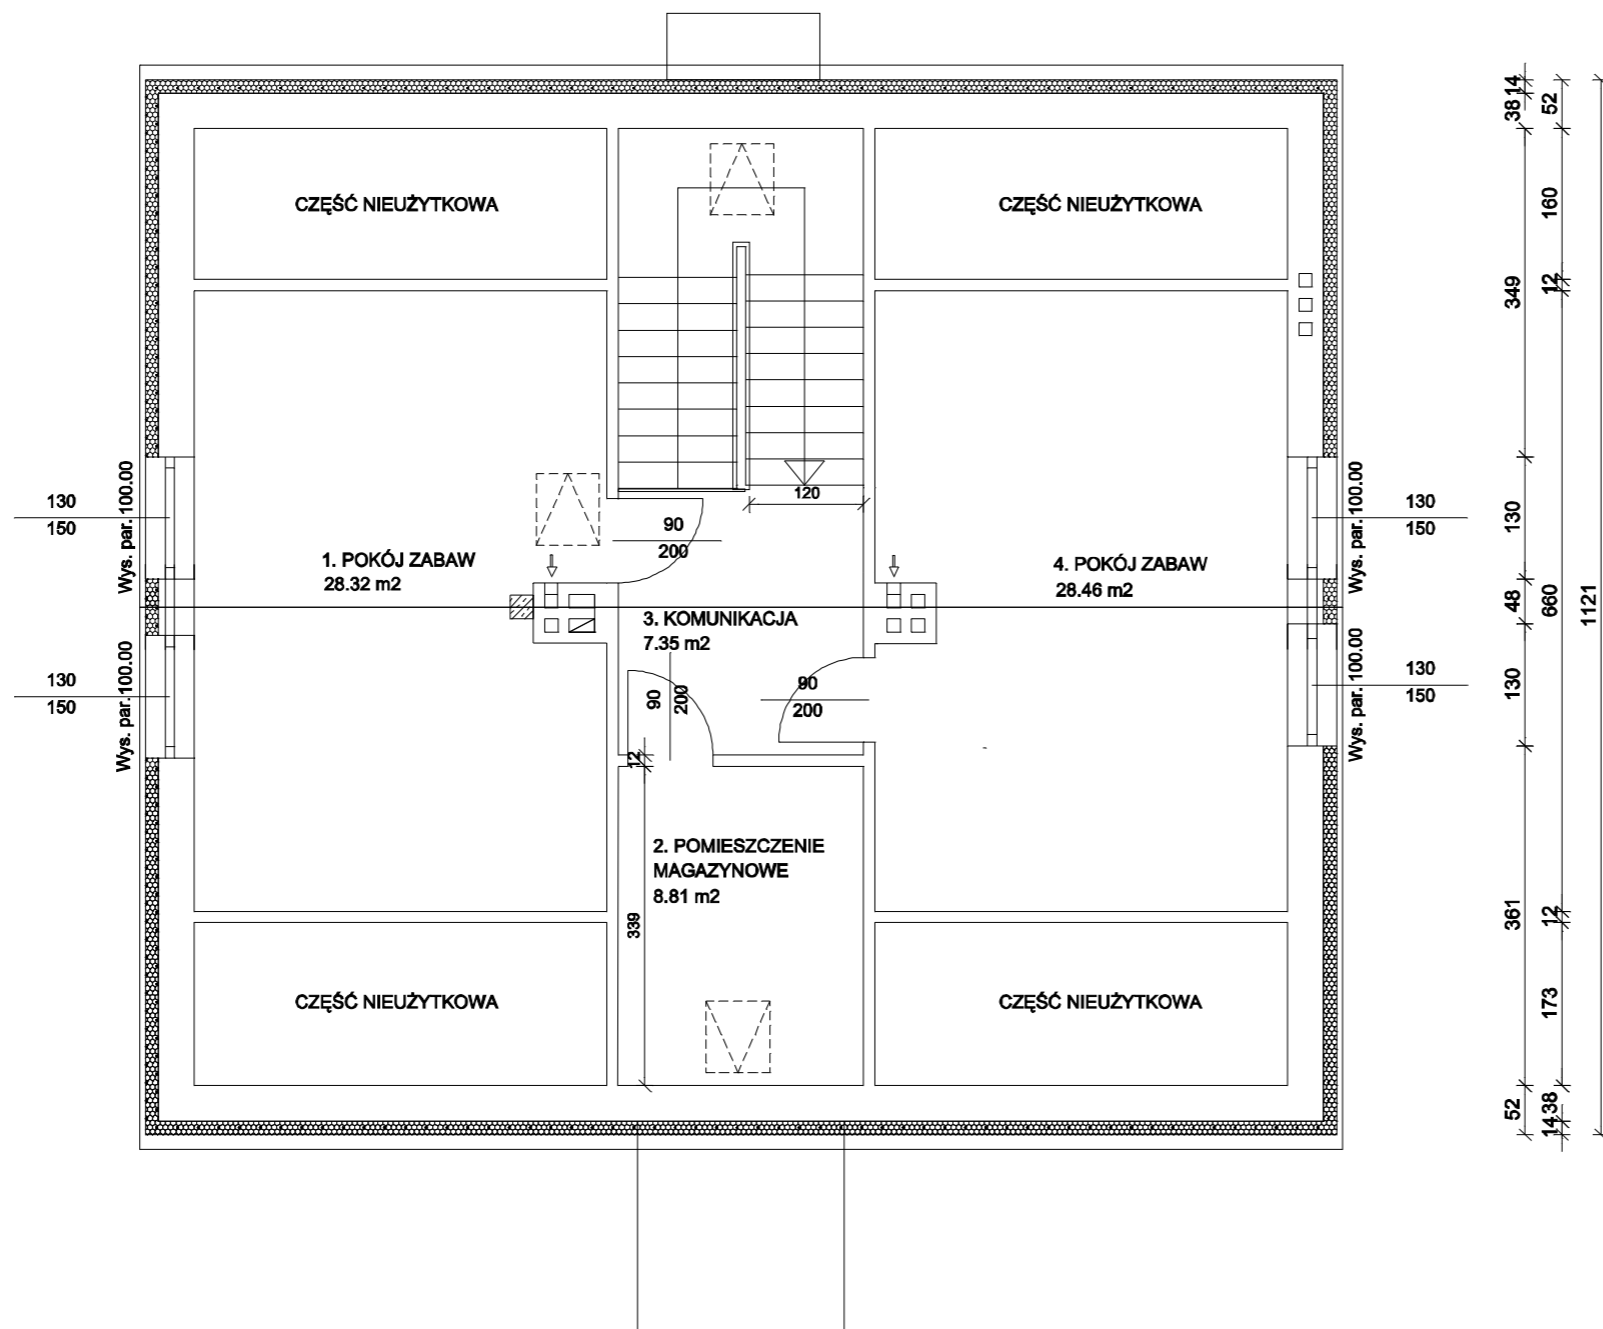 CZĘŚĆ NIEUŻYTKOWA
CZĘŚĆ NIEUŻYTKOWA
120
90
200
1. POKÓJ ZABAW
28.32 m2
4. POKÓJ ZABAW
28.46 m2
3. KOMUNIKACJA
7.35 m2
90
200
90
200
12
2. POMIESZCZENIE
MAGAZYNOWE
8.81 m2
339
CZĘŚĆ NIEUŻYTKOWA
CZĘŚĆ NIEUŻYTKOWA
130
150
Wys. par.100.00
130
150
Wys. par.100.00
Wys. par.100.00
130
150
Wys. par.100.00
130
150
14
38
349
130
48
130
361
52
52
160
12
660
12
173
38
14
1121